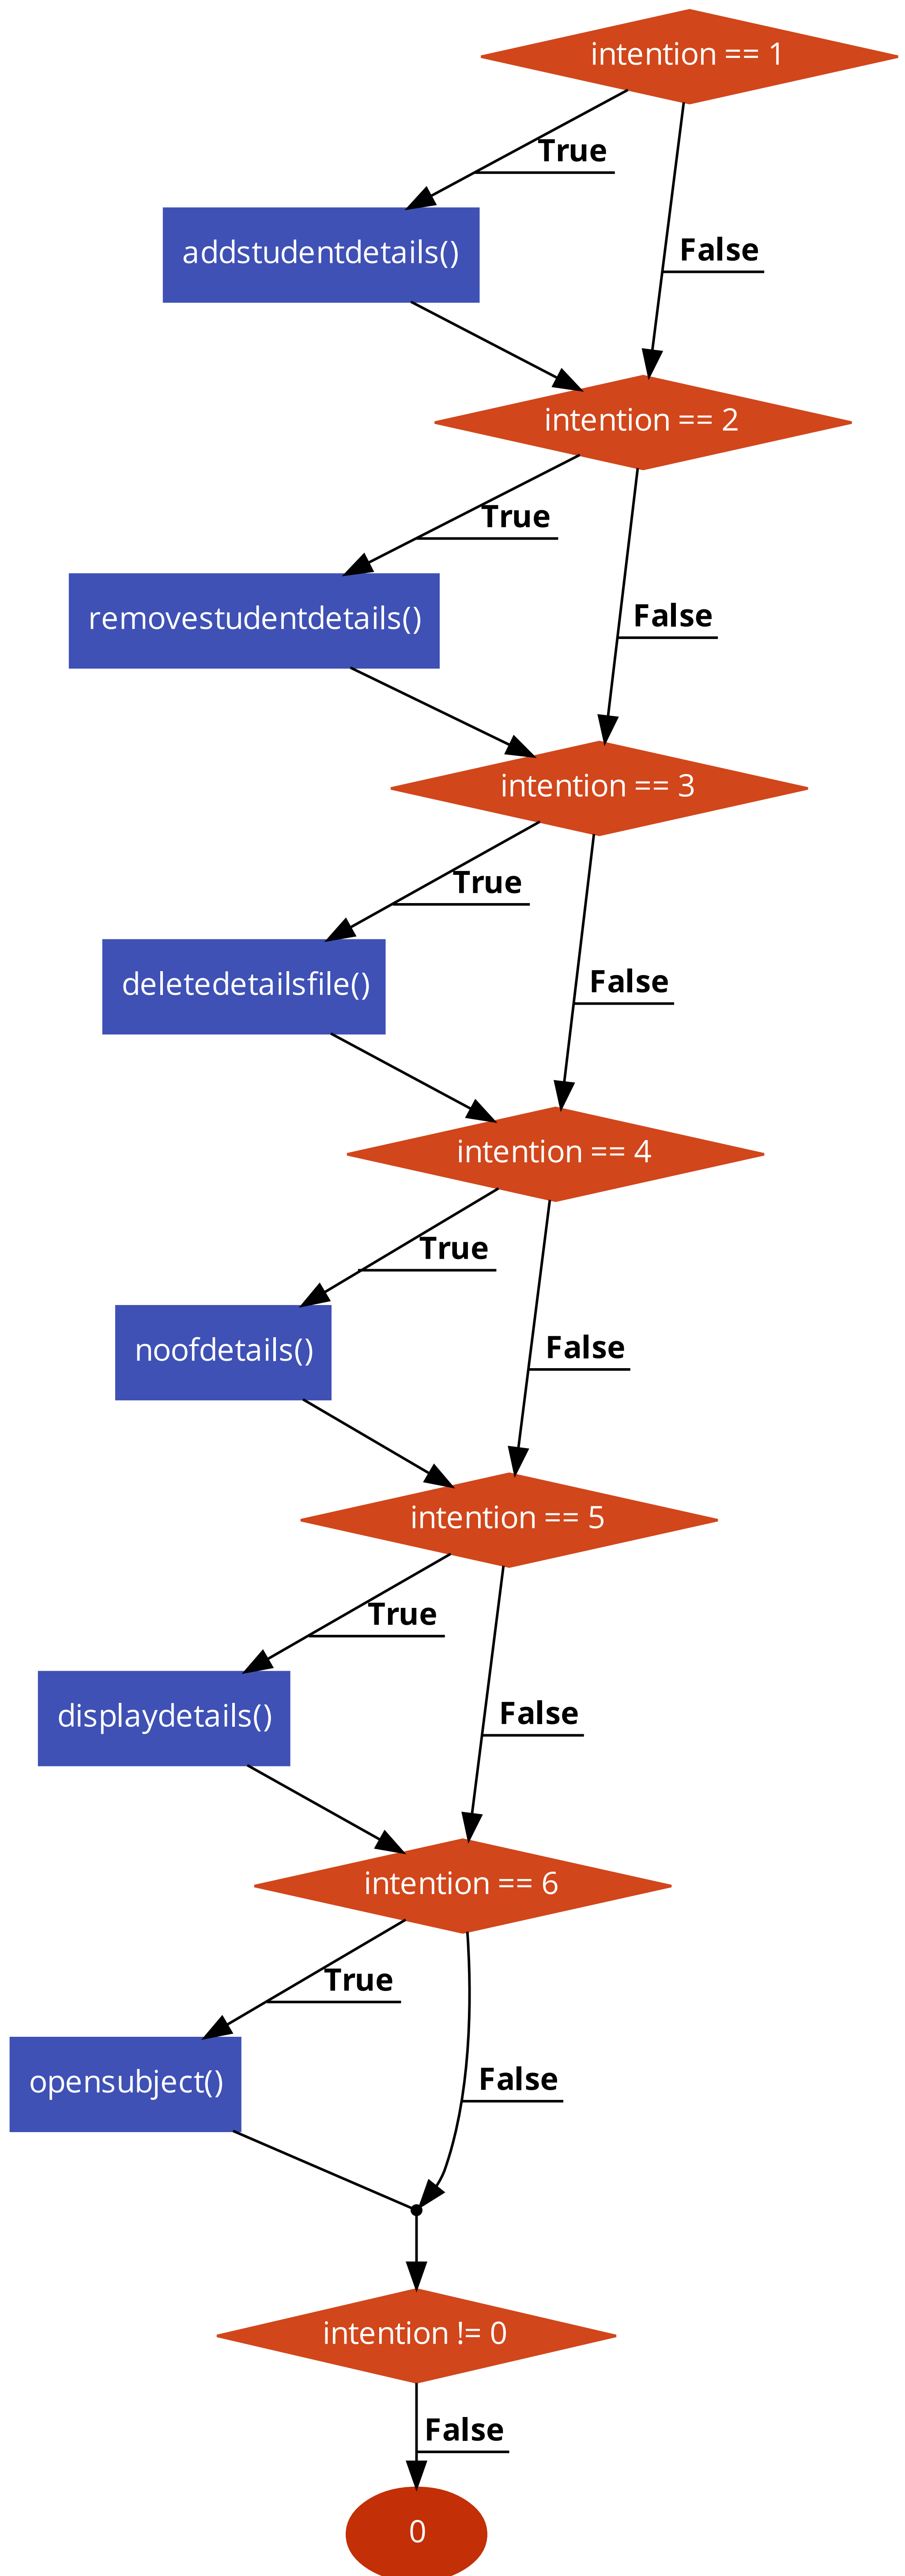 intention == 1
True
addstudentdetails()
False
intention == 2
True
removestudentdetails()
False
intention == 3
True
deletedetailsfile()
False
intention == 4
True
noofdetails()
False
intention == 5
True
displaydetails()
False
intention == 6
True
opensubject()
False
intention != 0
False
0